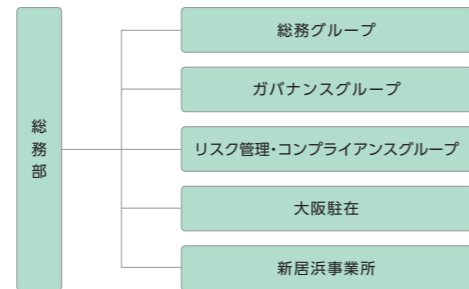 総務部
総務グループ
ガバナンスグループ
リスク管理・コンプライアンスグループ
大阪駐在
新居浜事業所